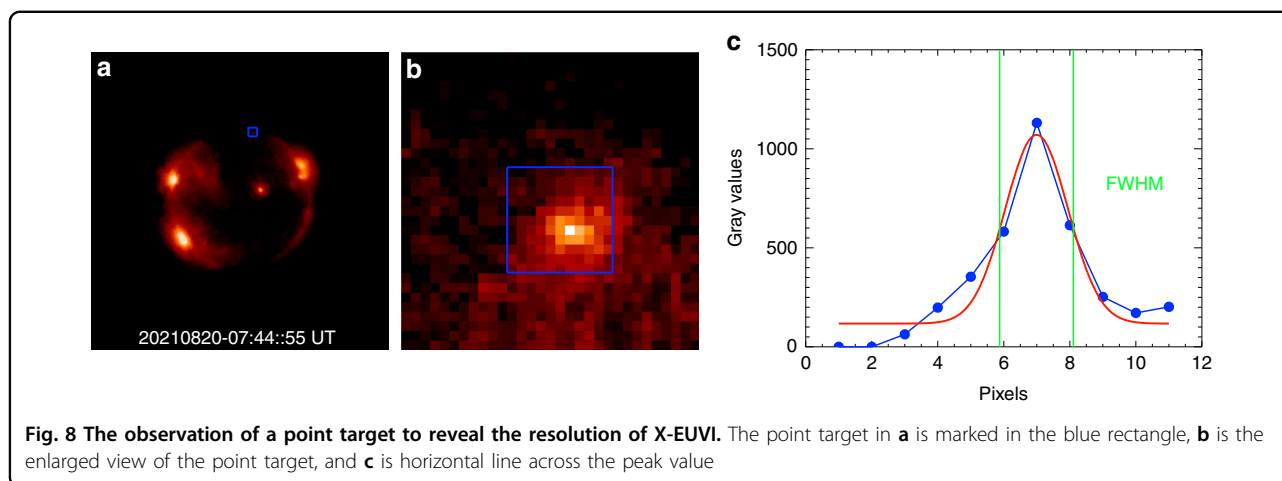 a
20210820-07:44::55 UT
b
c
1500
1000
500
0
Gray values
FWHM
0 2 4 6 8 10 12
Pixels
Fig. 8 The observation of a point target to reveal the resolution of X-EUVI. The point target in a is marked in the blue rectangle, b is the
enlarged view of the point target, and c is horizontal line across the peak value